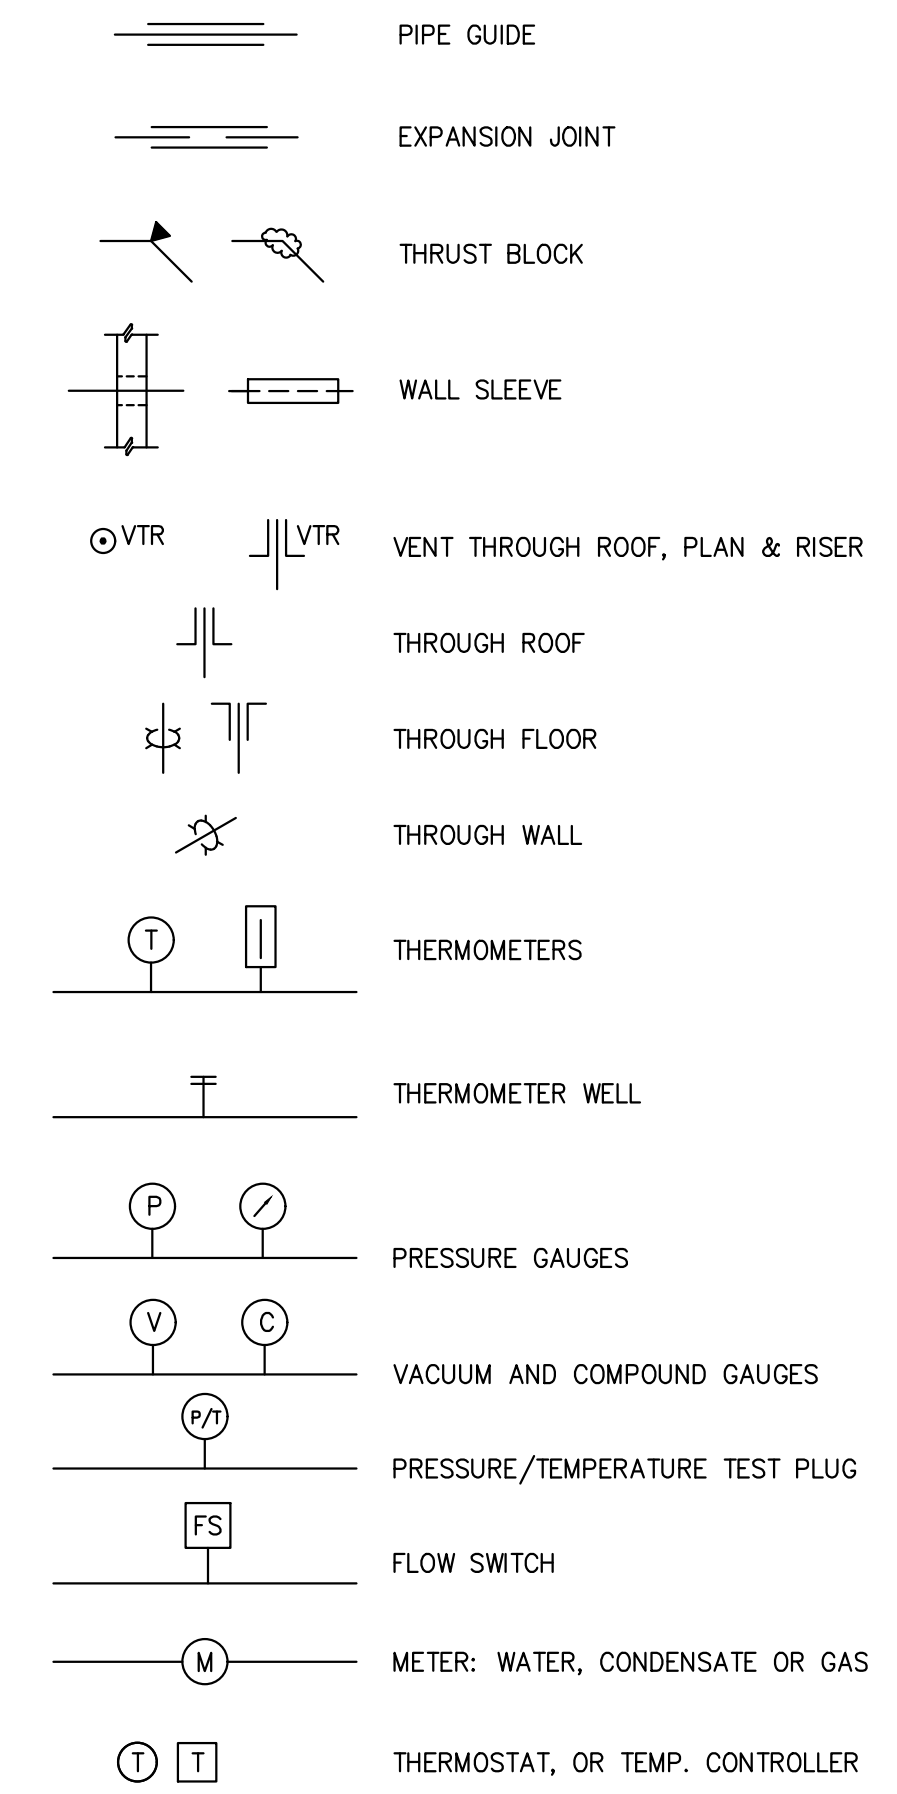 PIPE GUIDE
EXPANSION JOINT
THRUST BLOCK
WALL SLEEVE
VTR VTR VENT THROUGH ROOF, PLAN & RISER
THROUGH ROOF
THROUGH FLOOR
THROUGH WALL
T THERMOMETERS
THERMOMETER WELL
P PRESSURE GAUGES
V C VACUUM AND COMPOUND GAUGES
P/T PRESSURE/TEMPERATURE TEST PLUG
FS FLOW SWITCH
M METER: WATER, CONDENSATE OR GAS
T T THERMOSTAT, OR TEMP. CONTROLLER